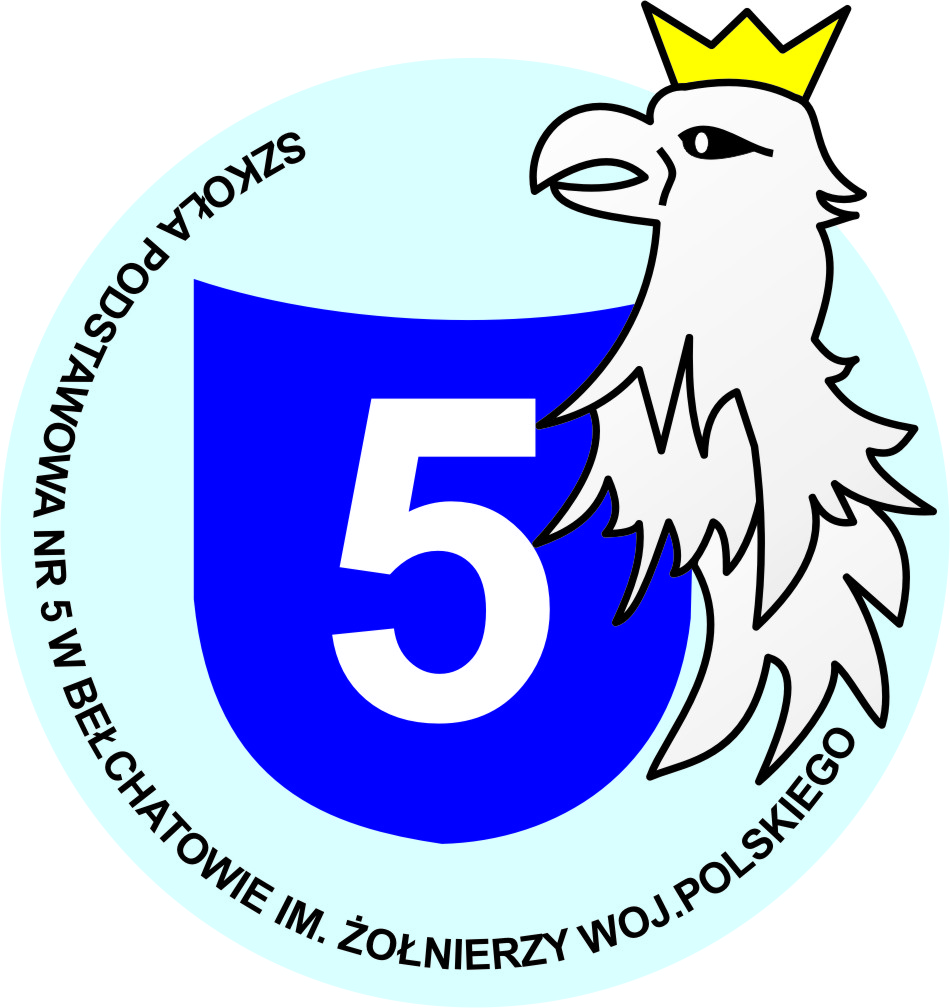 SZKOŁA PODSTAWOWA NR 5 W BEŁCHATOWIE IM. ŻOŁNIERZY WOJ.POLSKIEGO
5